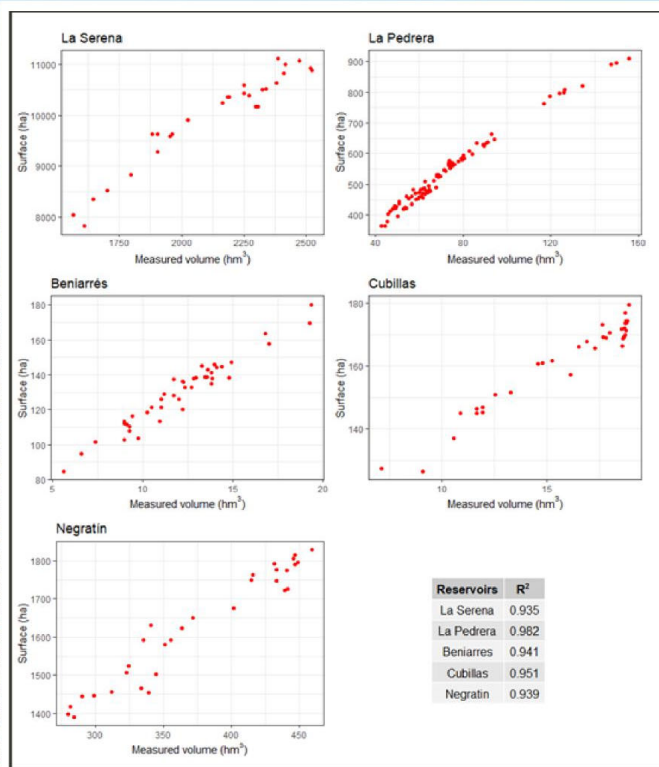 La Serena
11000
10000
9000
8000
Surface (ha)
1750 2000 2250 2500
Measured volume (hm³)
La Pedrera
900
800
700
600
500
400
Surface (ha)
40 80 120 160
Measured volume (hm³)
Beniarrés
180
160
140
120
100
80
Surface (ha)
5 10 15 20
Measured volume (hm³)
Cubillas
180
160
140
Surface (ha)
10 15
Measured volume (hm³)
Negratin
1800
1700
1600
1500
1400
Surface (ha)
300 350 400 450
Measured volume (hm³)
Reservoirs R²
La Serena 0.935
La Pedrera 0.982
Beniarres 0.941
Cubillas 0.951
Negratin 0.939